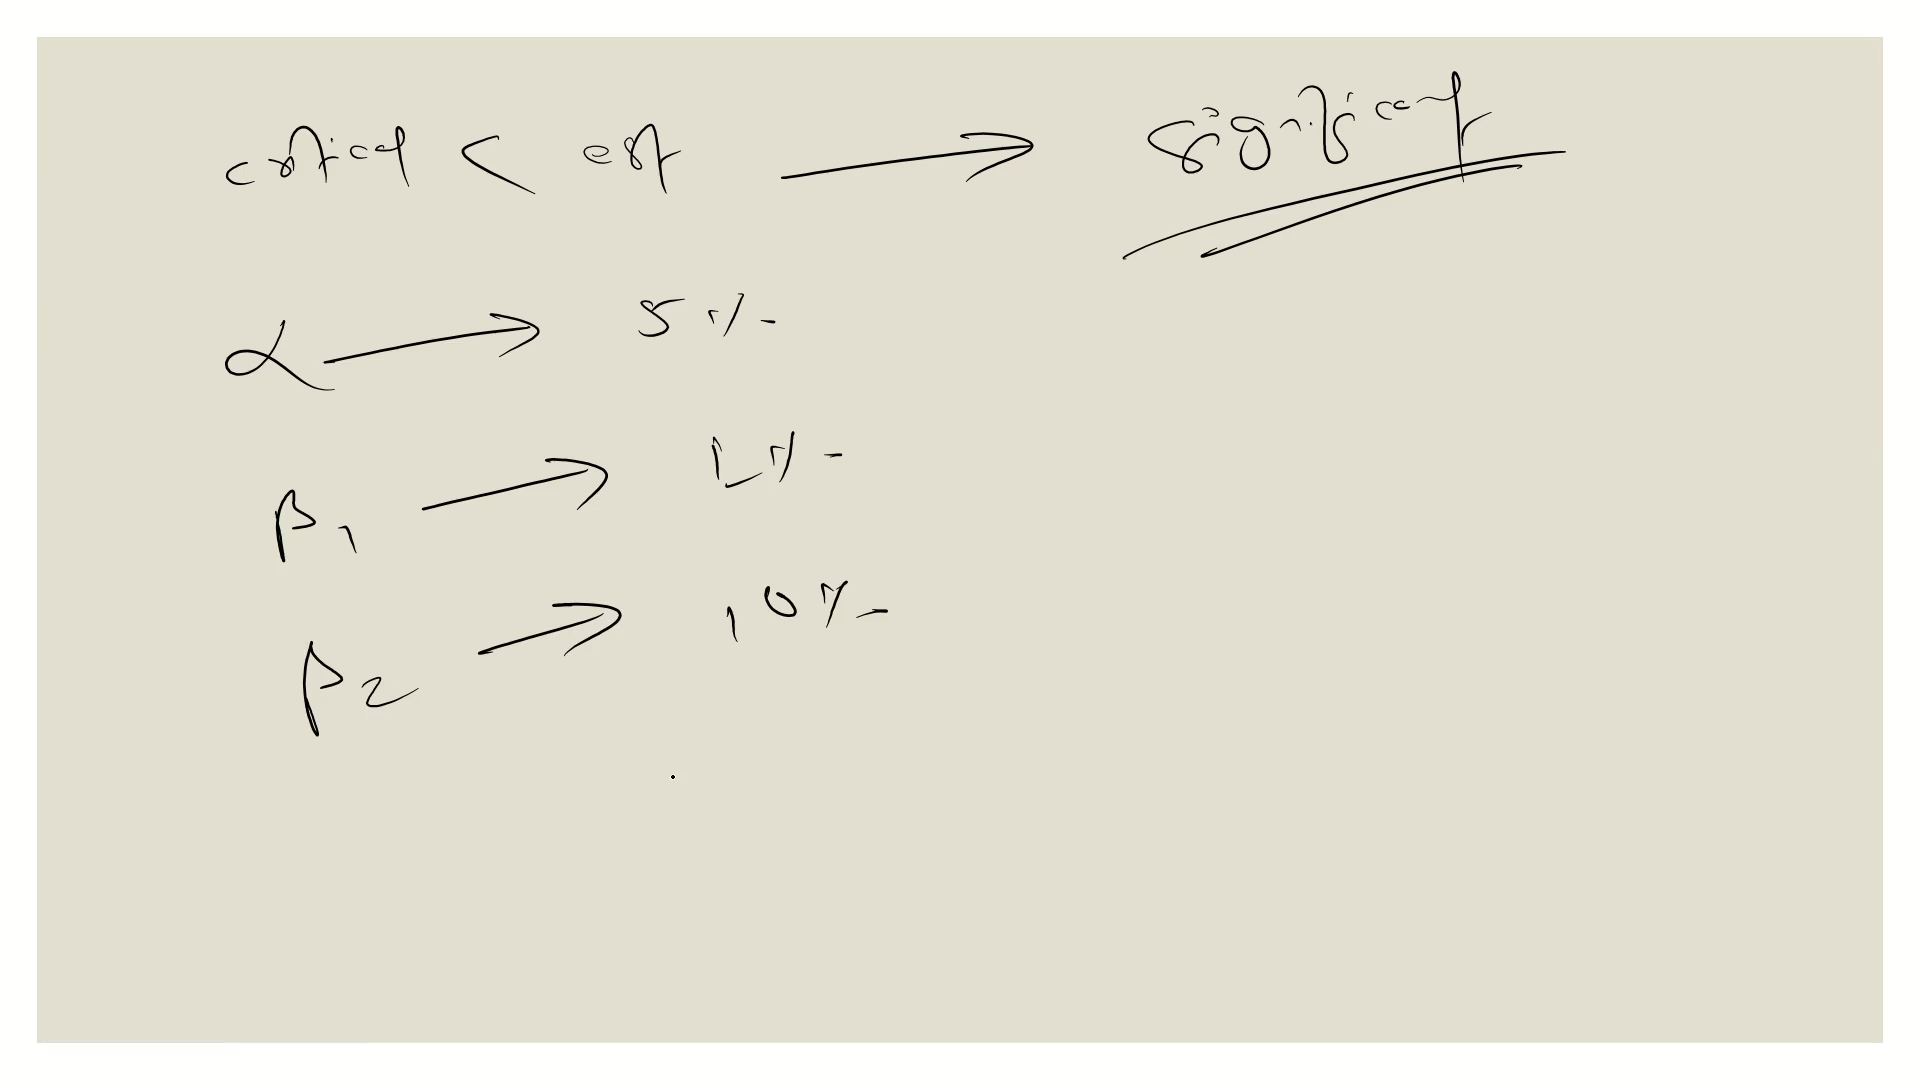 critical < est → significant
α → 5 %
β1 → 1 %
β2 → 10 %